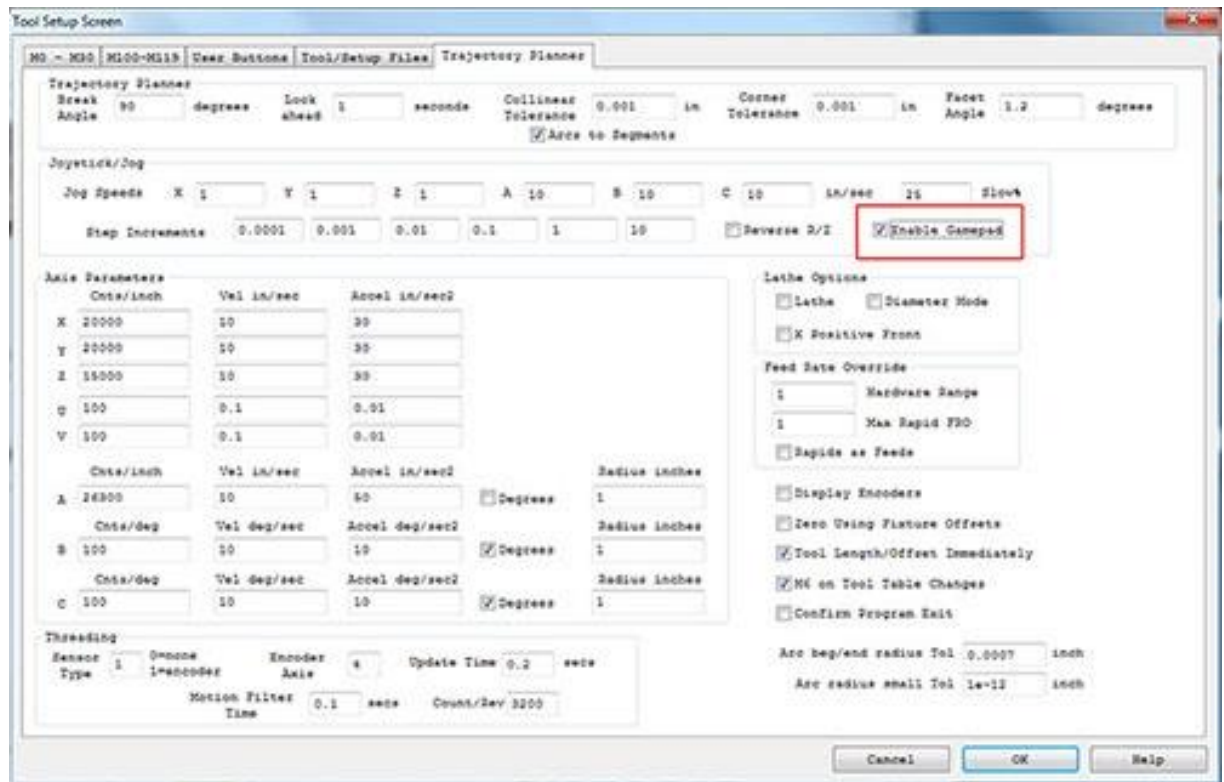 Tool Setup Screen
M0 - M30 M100-M119 User Buttons Tool/Setup Files Trajectory Planner
Trajectory Planner
Break Angle 90 degrees Look ahead 1 seconds Collinear Tolerance 0.001 in Corner Tolerance 0.001 in Facet Angle 1.2 degrees
Arcs to Segments
Joystick/Jog
Jog Speeds X 1 Y 1 Z 1 A 10 B 10 C 10 in/sec 25 Slow%
Step Increments 0.0001 0.001 0.01 0.1 1 10 Reverse R/Z Enable Gamepad
Axis Parameters
Cnts/inch Vel in/sec Accel in/sec2
X 20000 10 30
Y 20000 10 30
Z 15000 10 30
U 100 0.1 0.01
V 100 0.1 0.01
Cnts/inch Vel in/sec Accel in/sec2 Radius inches
A 10 Degrees 1
Cnts/deg Vel deg/sec Accel deg/sec2 Radius inches
B 100 10 10 Degrees 1
Cnts/deg Vel deg/sec Accel deg/sec2 Radius inches
C 100 10 10 Degrees 1
Lathe Options
Lathe Diameter Mode
X Positive Front
Feed Rate Override
1 Hardware Range
1 Max Rapid FRO
Rapids as Feeds
Display Encoders
Zero Using Fixture Offsets
Tool Length/Offset Immediately
M6 on Tool Table Changes
Confirm Program Exit
Threading
Sensor Type 1 0=none 1=encoder Encoder Axis Update Time 0.2 secs
Motion Filter Time 0.1 secs Count/Rev 3200
Arc beg/end radius Tol 0.0007 inch
Arc radius small Tol 1e-12 inch
Cancel OK Help